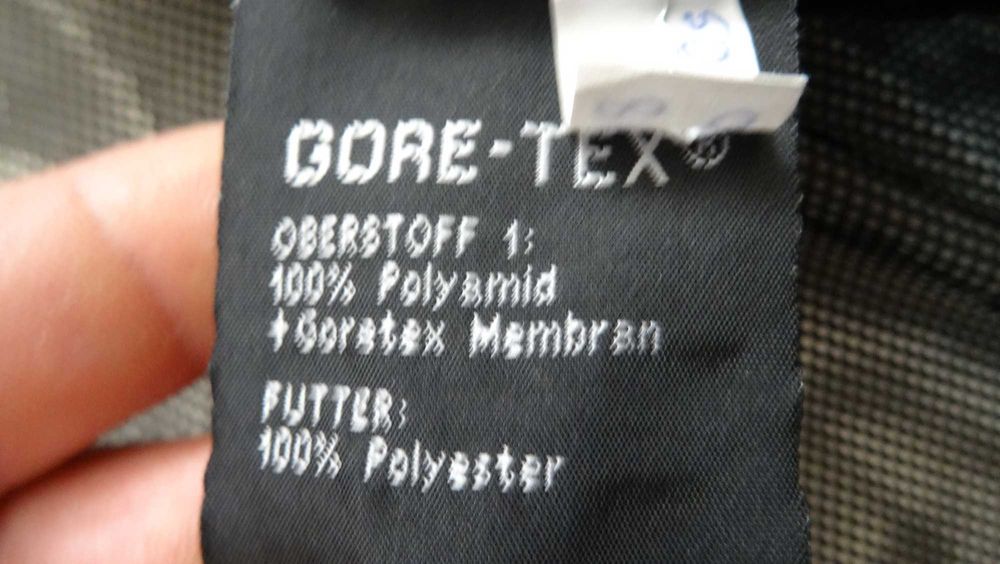 GORE-TEX®
OBERSTOFF 1:
100% Polyamid
+Goretex Membran
FUTTER:
100% Polyester